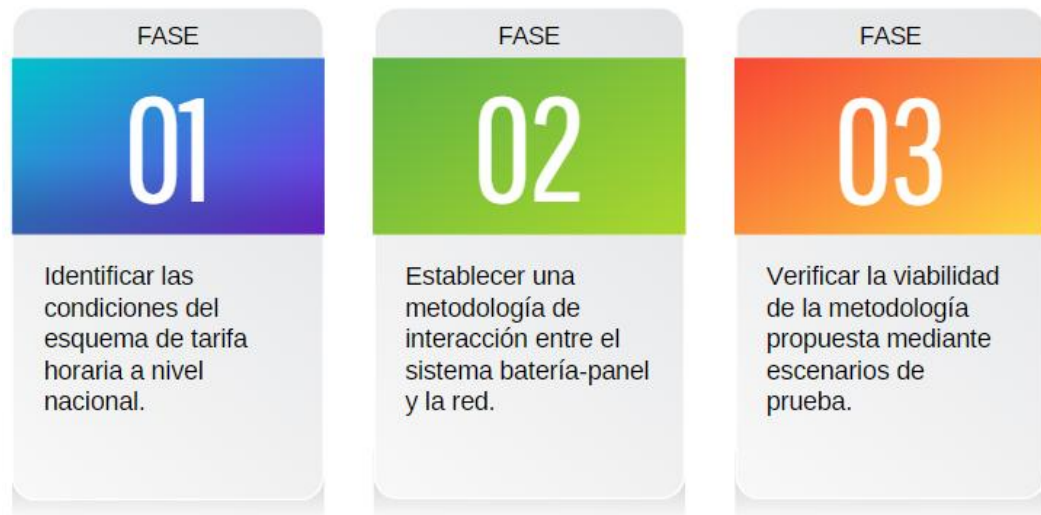 FASE
01
Identificar las
condiciones del
esquema de tarifa
horaria a nivel
nacional.
FASE
02
Establecer una
metodología de
interacción entre el
sistema batería-panel
y la red.
FASE
03
Verificar la viabilidad
de la metodología
propuesta mediante
escenarios de
prueba.